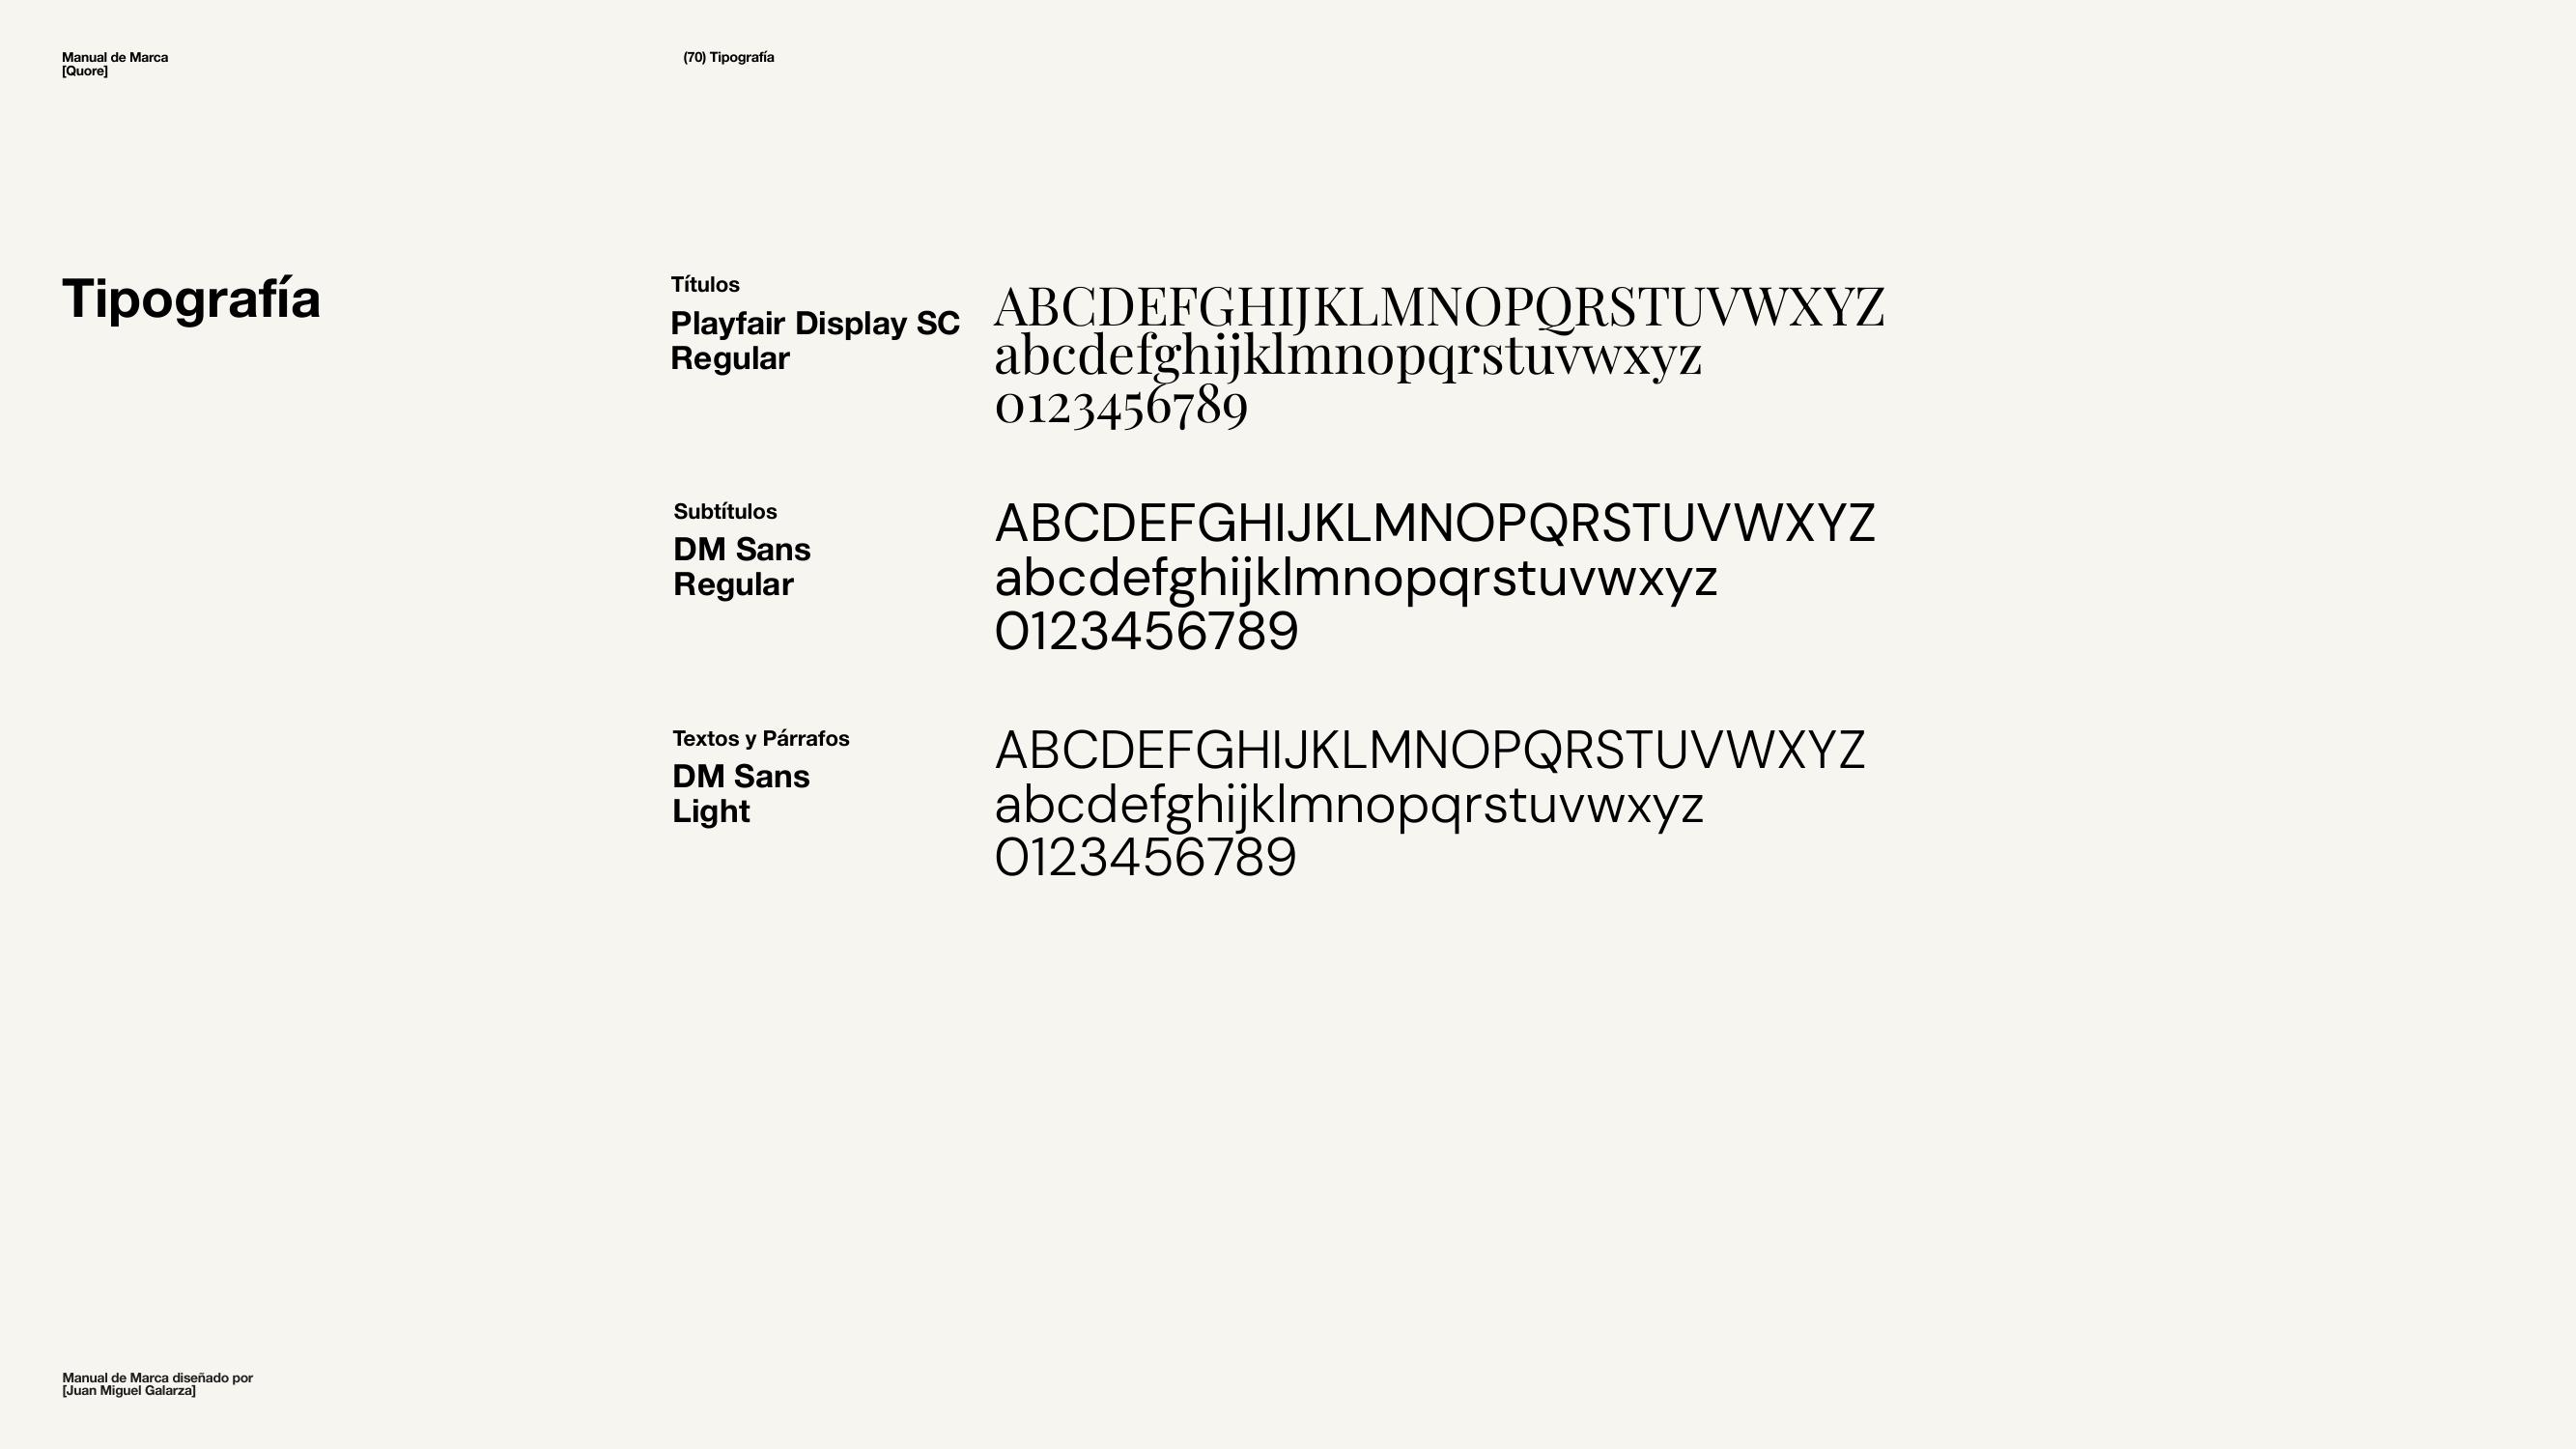 Manual de Marca
[Quore]
(70) Tipografía
Tipografía
Títulos
Playfair Display SC
Regular
ABCDEFGHIJKLMNOPQRSTUVWXYZ
abcdefghijklmnopqrstuvwxyz
0123456789
Subtítulos
DM Sans
Regular
ABCDEFGHIJKLMNOPQRSTUVWXYZ
abcdefghijklmnopqrstuvwxyz
0123456789
Textos y Párrafos
DM Sans
Light
ABCDEFGHIJKLMNOPQRSTUVWXYZ
abcdefghijklmnopqrstuvwxyz
0123456789
Manual de Marca diseñado por
[Juan Miguel Galarza]